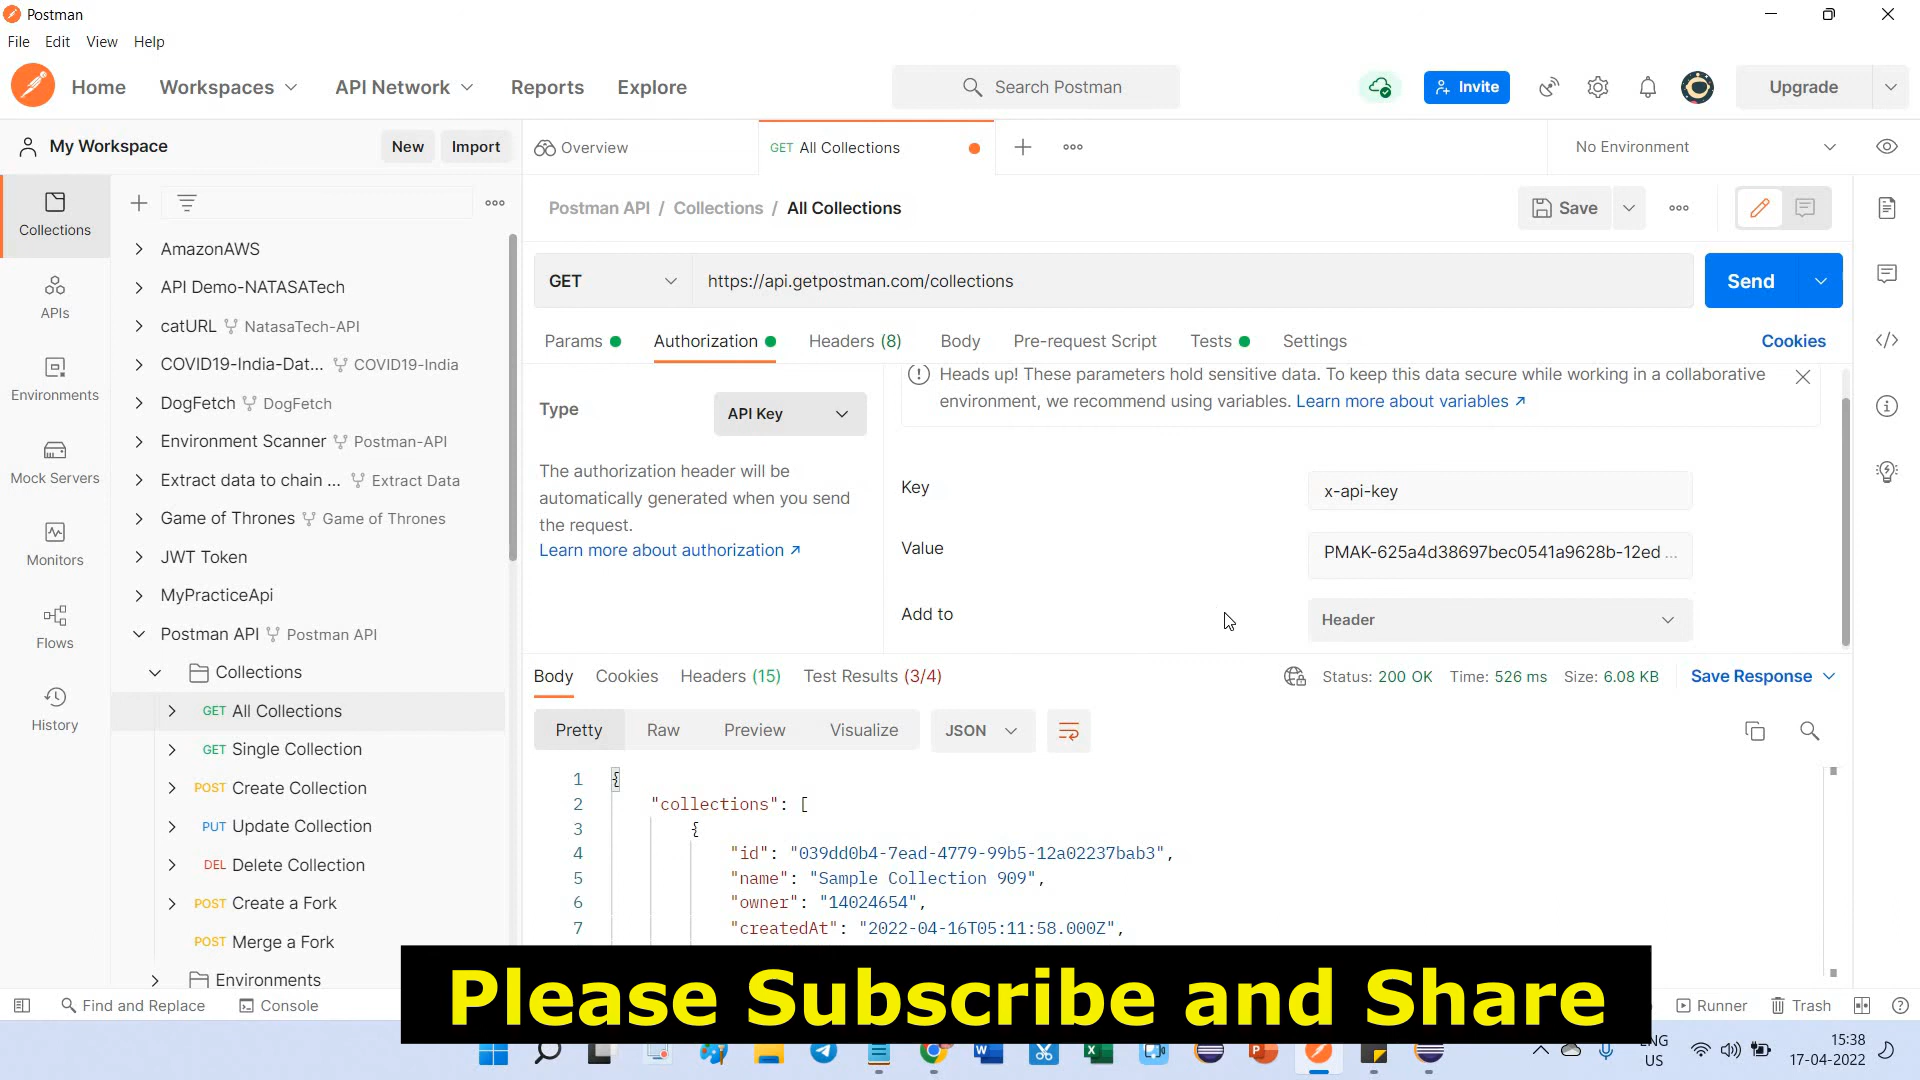 Postman
File Edit View Help
Home Workspaces API Network Reports Explore Search Postman Invite Upgrade
My Workspace New Import
Overview GET All Collections No Environment
Collections
APIs
Environments
Mock Servers
Monitors
Flows
History
AmazonAWS
API Demo-NATASATech
catURL NatasaTech-API
COVID19-India-Dat... COVID19-India
DogFetch DogFetch
Environment Scanner Postman-API
Extract data to chain ... Extract Data
Game of Thrones Game of Thrones
JWT Token
MyPracticeApi
Postman API Postman API
Collections
GET All Collections
GET Single Collection
POST Create Collection
PUT Update Collection
DEL Delete Collection
POST Create a Fork
POST Merge a Fork
Environments
Postman API / Collections / All Collections Save
GET https://api.getpostman.com/collections Send
Params Authorization Headers (8) Body Pre-request Script Tests Settings Cookies
Type API Key
The authorization header will be
automatically generated when you send
the request.
Learn more about authorization
Heads up! These parameters hold sensitive data. To keep this data secure while working in a collaborative
environment, we recommend using variables. Learn more about variables
Key x-api-key
Value PMAK-625a4d38697bec0541a9628b-12ed ...
Add to Header
Body Cookies Headers (15) Test Results (3/4) Status: 200 OK Time: 526 ms Size: 6.08 KB Save Response
Pretty Raw Preview Visualize JSON
1 {
2 "collections": [
3 {
4 "id": "039dd0b4-7ead-4779-99b5-12a02237bab3",
5 "name": "Sample Collection 909",
6 "owner": "14024654",
7 "createdAt": "2022-04-16T05:11:58.000Z",
Find and Replace Console Runner Trash
Please Subscribe and Share
ENG
US
15:38
17-04-2022